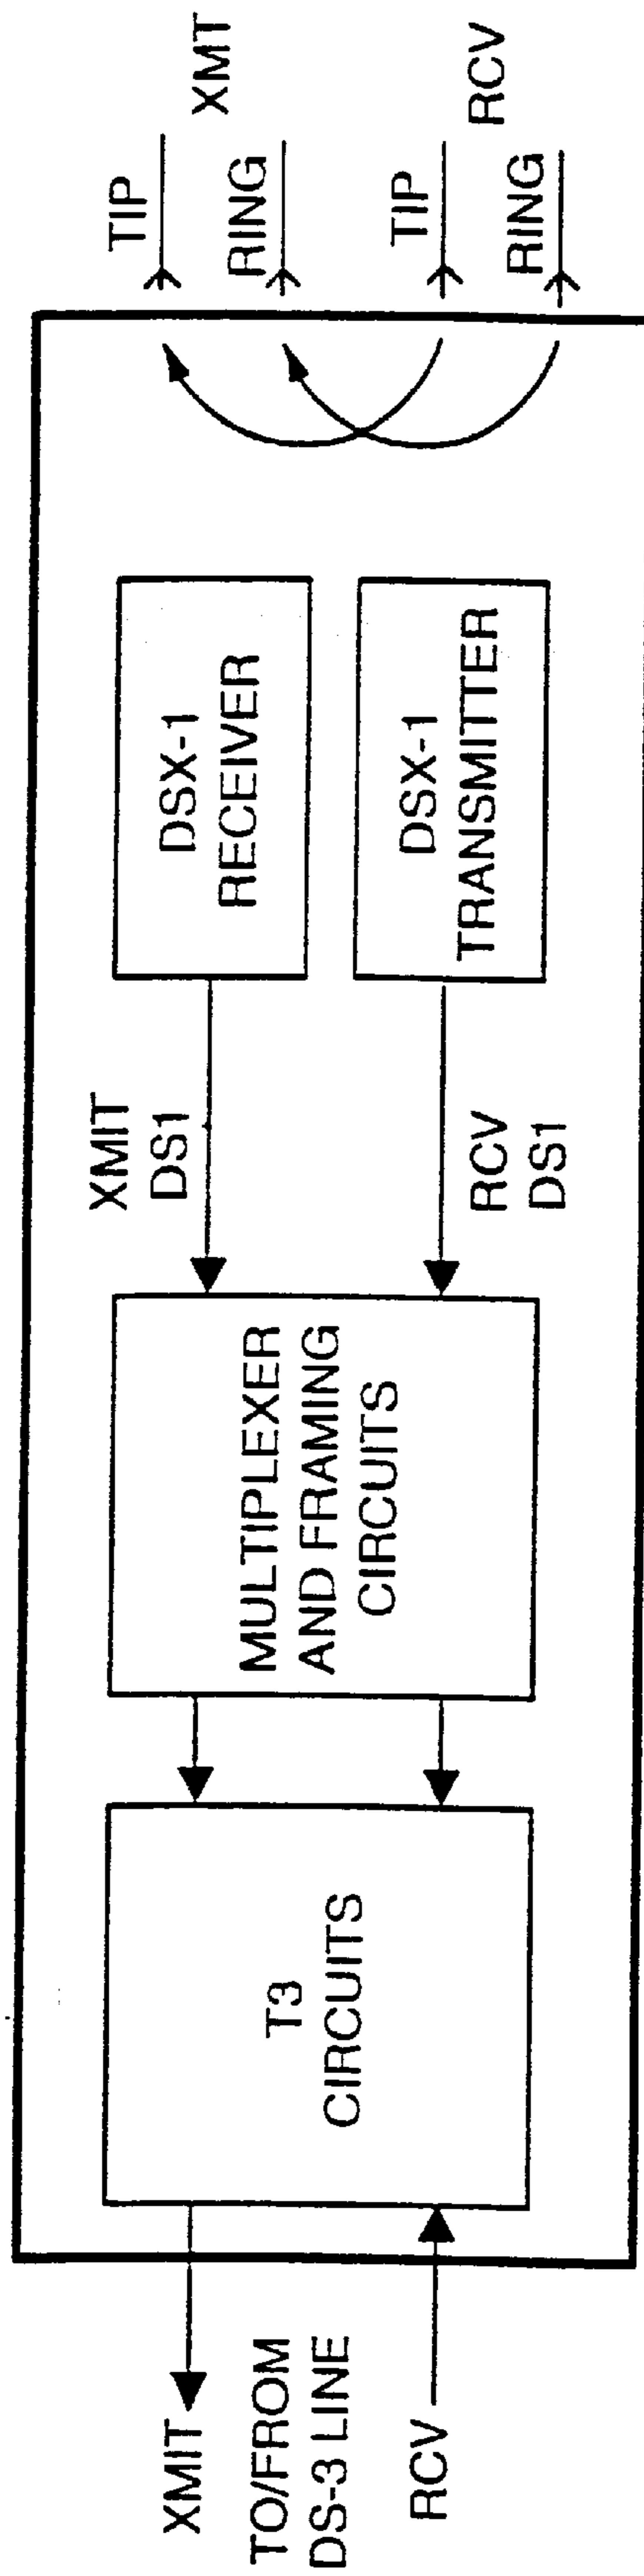 XMIT
TO/FROM
DS-3 LINE
RCV
T3
CIRCUITS
MULTIPLEXER
AND FRAMING
CIRCUITS
XMIT
DS1
RCV
DS1
DSX-1
RECEIVER
DSX-1
TRANSMITTER
TIP
XMT
RING
TIP
RCV
RING